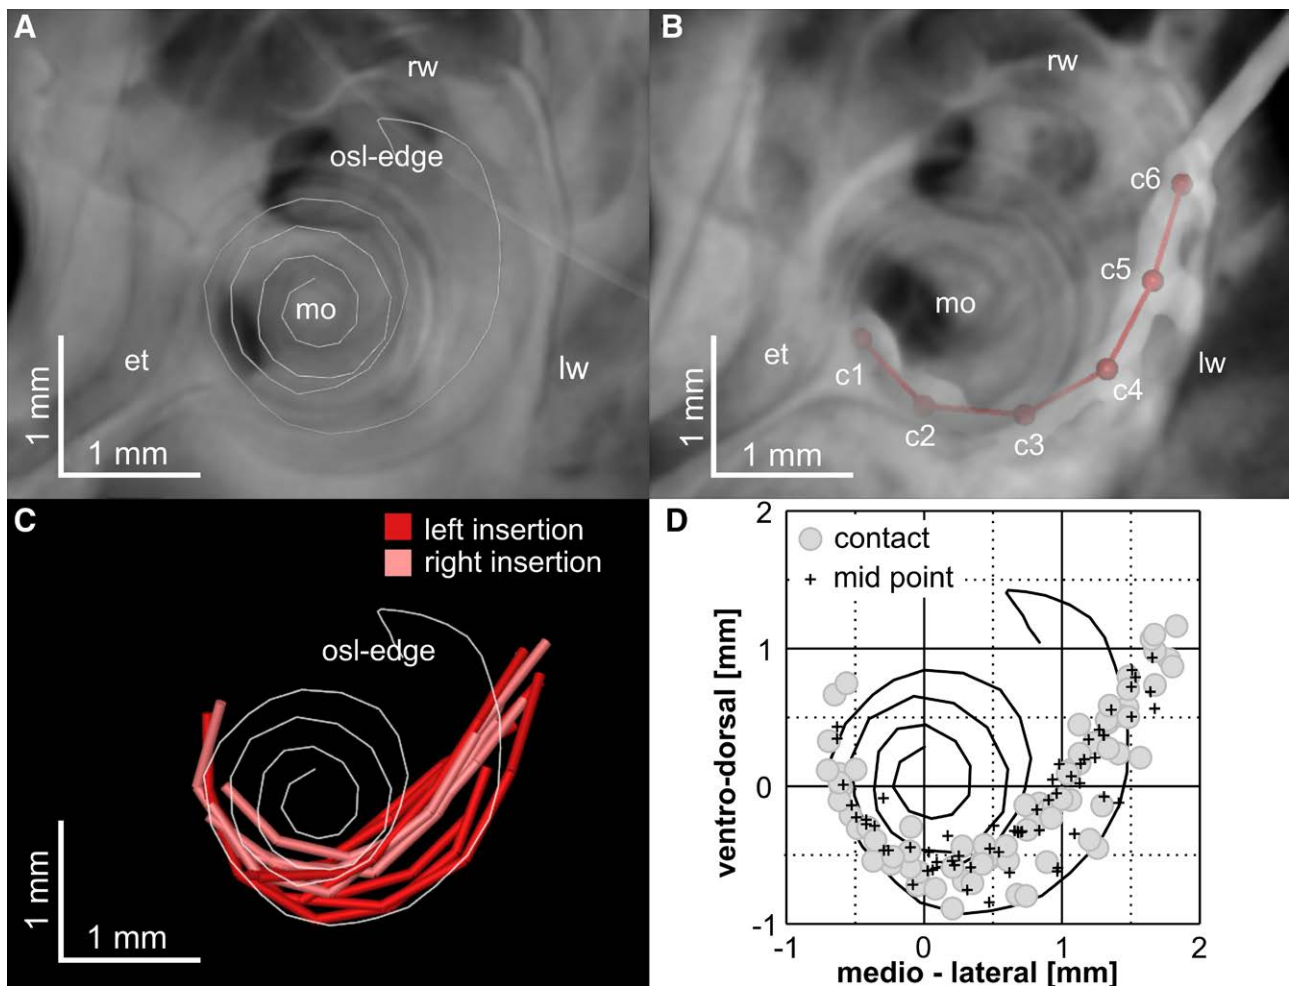 A
rw
osl-edge
mo
et
lw
1 mm
1 mm
B
rw
c6
c5
mo
et
c1
c4
lw
c2
c3
1 mm
1 mm
C
left insertion
right insertion
osl-edge
1 mm
1 mm
D
contact
mid point
2
1
0
-1
-1
0
1
2
ventro-dorsal [mm]
medio - lateral [mm]